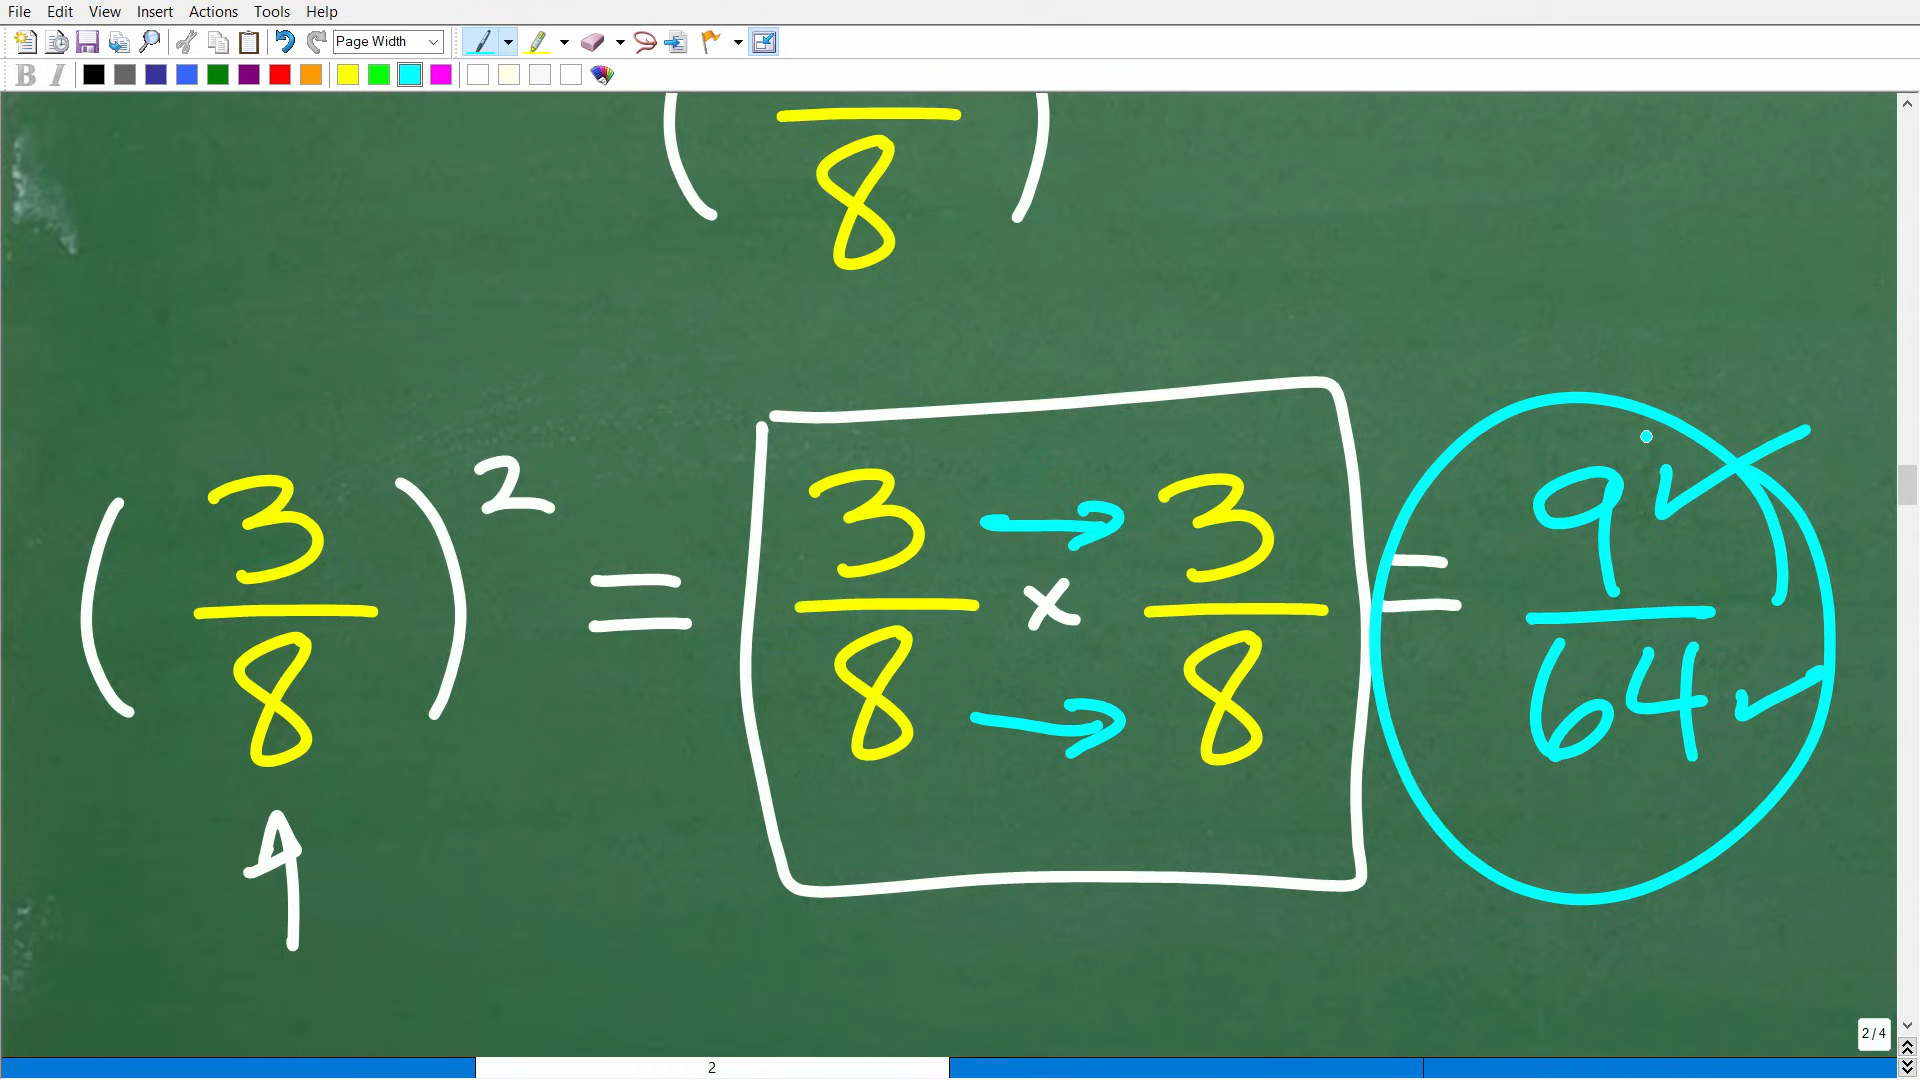 File Edit View Insert Actions Tools Help
Page Width
B I
( /8 )
(3/8)² = 3/8 x 3/8 = 9/64
2/4
2